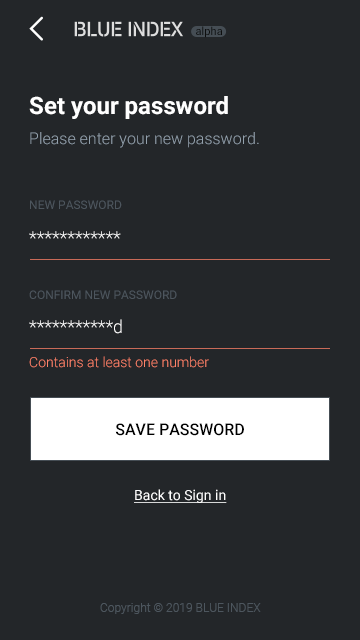 BLUE INDEX alpha
Set your password
Please enter your new password.
NEW PASSWORD
************
CONFIRM NEW PASSWORD
***********d
Contains at least one number
SAVE PASSWORD
Back to Sign in
Copyright © 2019 BLUE INDEX